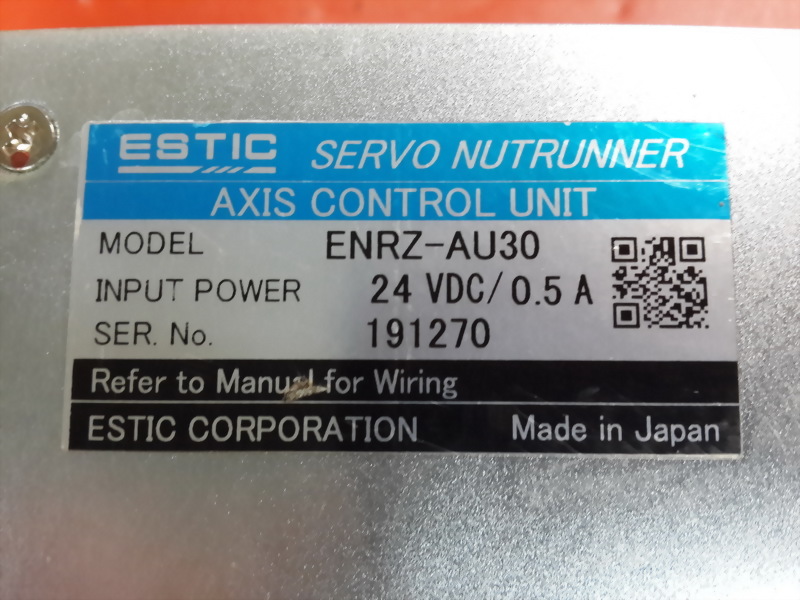 ESTIC SERVO NUTRUNNER
AXIS CONTROL UNIT
MODEL ENRZ-AU30
INPUT POWER 24 VDC/0.5 A
SER. No. 191270
Refer to Manual for Wiring
ESTIC CORPORATION Made in Japan